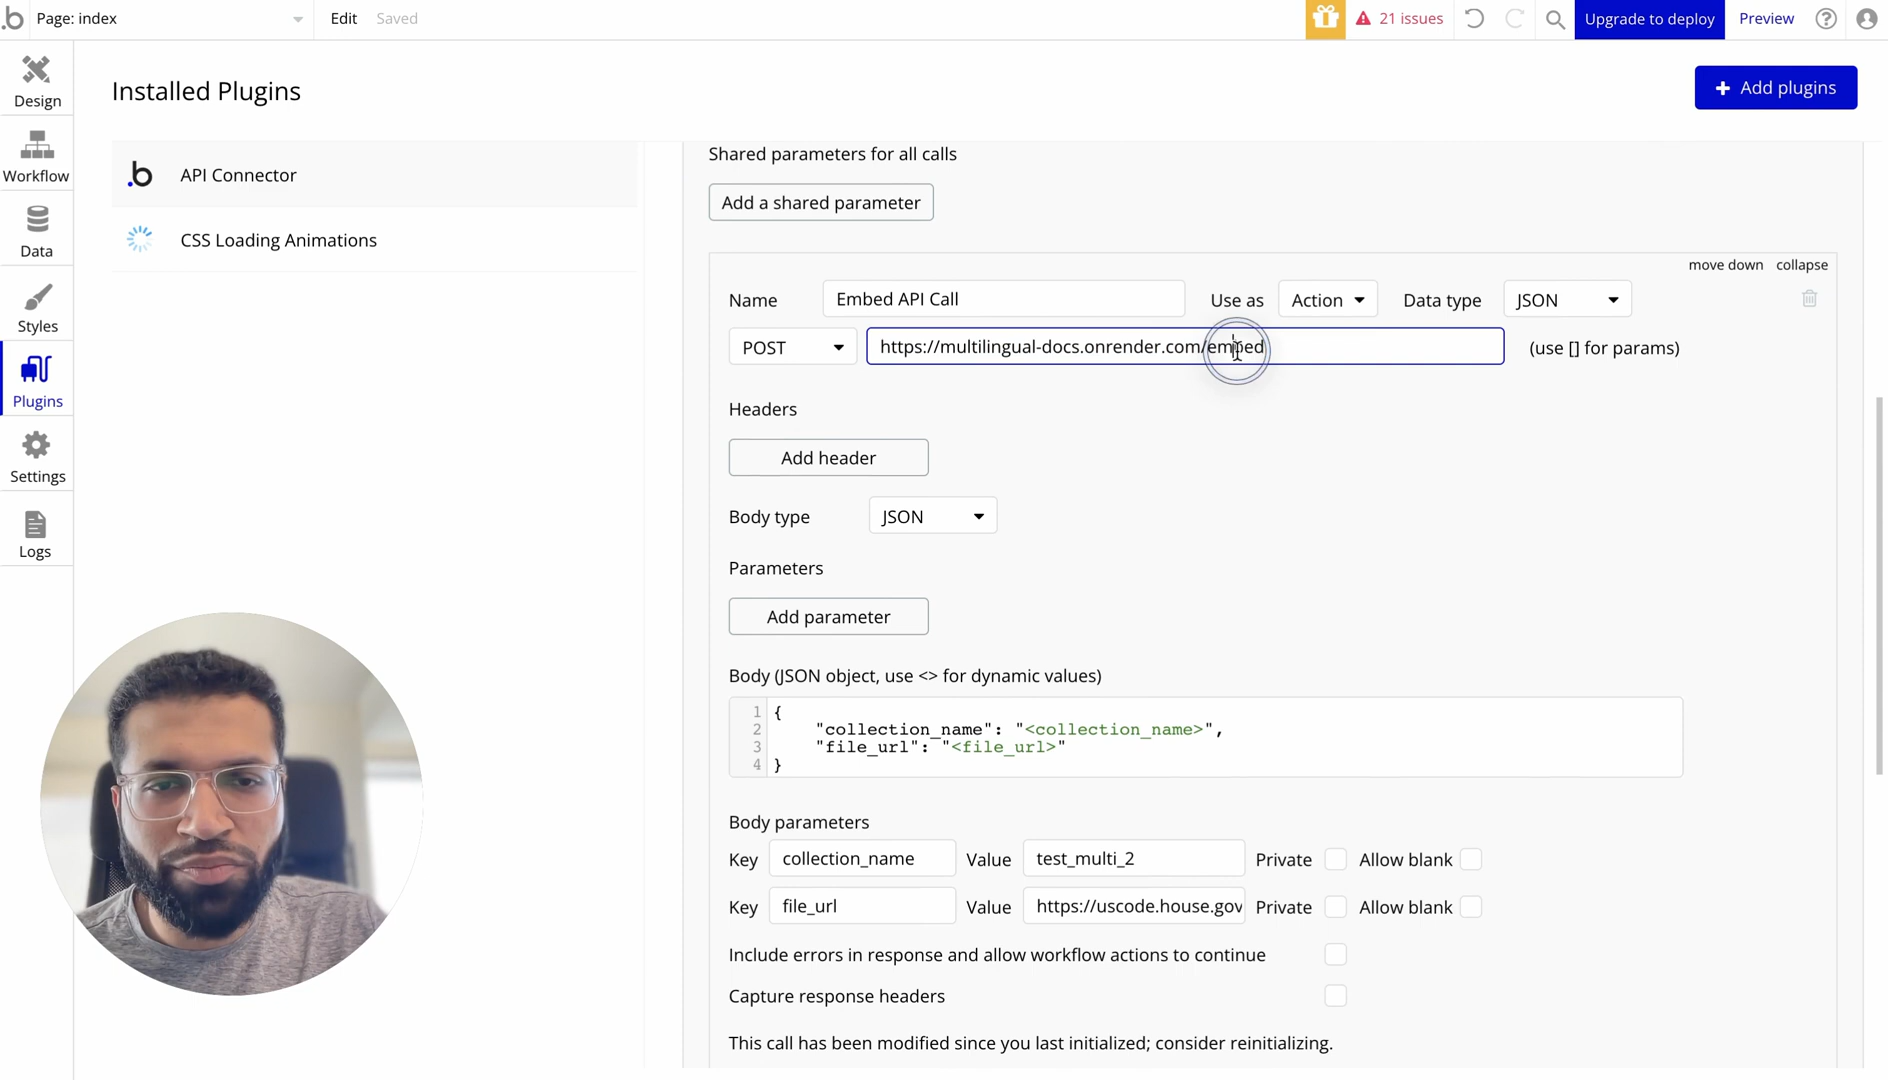 b Page: index Edit Saved 21 issues Upgrade to deploy Preview ?
Design
Workflow
Data
Styles
Plugins
Settings
Logs
Installed Plugins
+ Add plugins
b API Connector
CSS Loading Animations
Shared parameters for all calls
Add a shared parameter
move down collapse
Name Embed API Call Use as Action Data type JSON
POST https://multilingual-docs.onrender.com/embed (use [] for params)
Headers
Add header
Body type JSON
Parameters
Add parameter
Body (JSON object, use <> for dynamic values)
1 {
2 "collection_name": "<collection_name>",
3 "file_url": "<file_url>"
4 }
Body parameters
Key collection_name Value test_multi_2 Private Allow blank
Key file_url Value https://uscode.house.gov Private Allow blank
Include errors in response and allow workflow actions to continue
Capture response headers
This call has been modified since you last initialized; consider reinitializing.